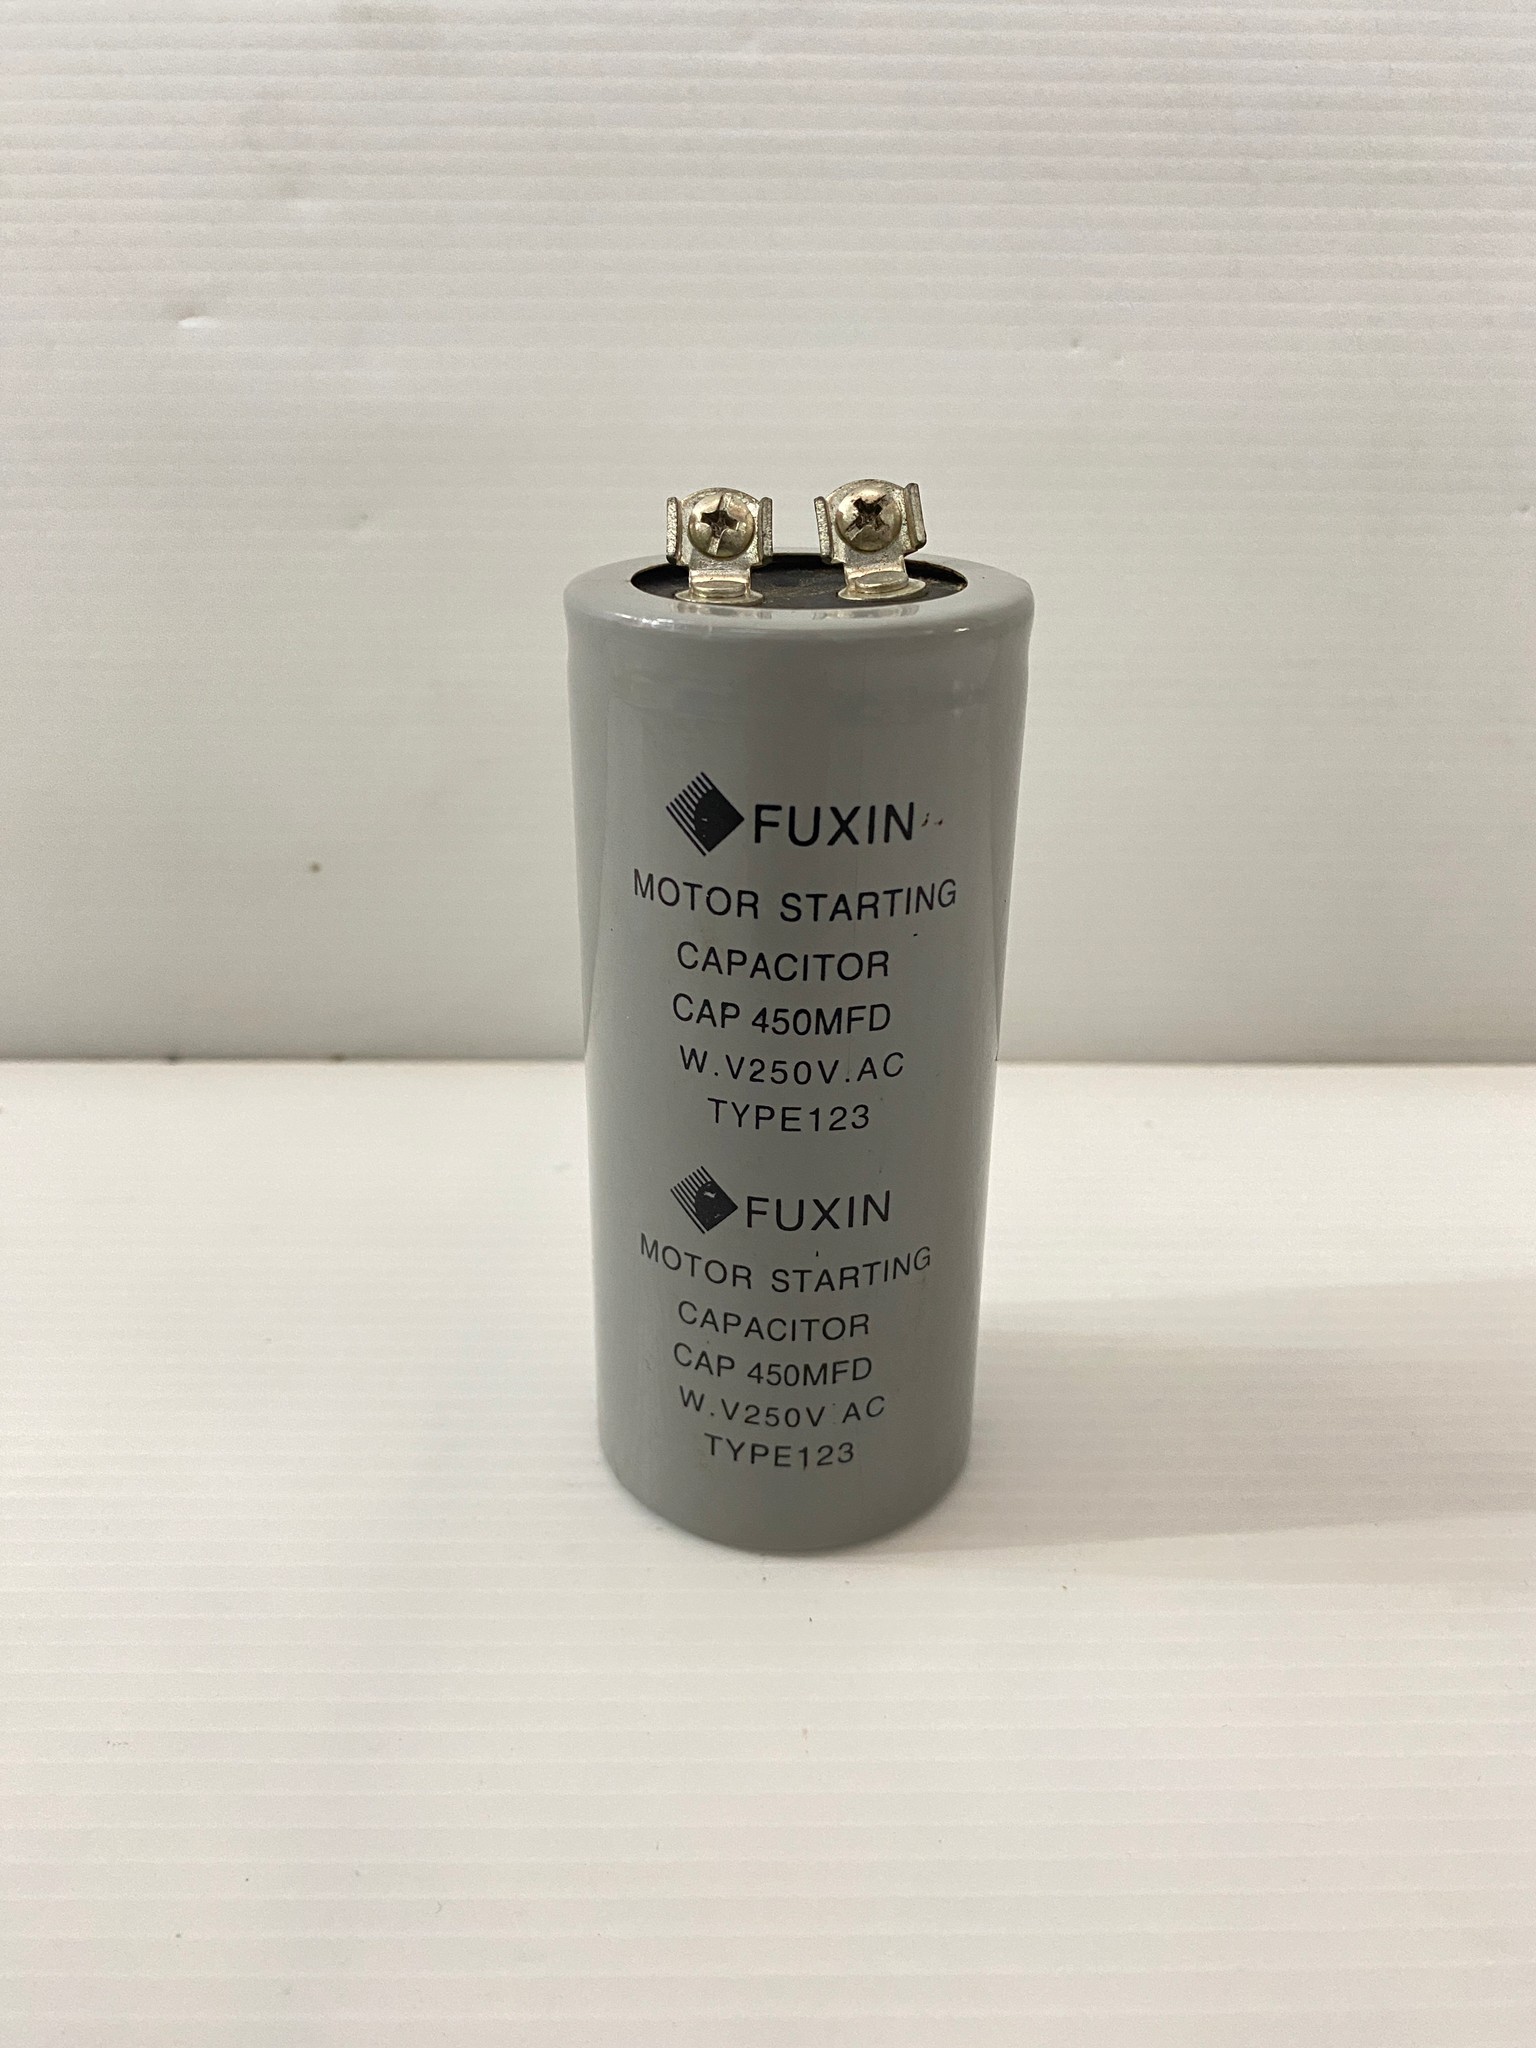 FUXIN
MOTOR STARTING
CAPACITOR
CAP 450MFD
W.V250V.AC
TYPE123
FUXIN
MOTOR STARTING
CAPACITOR
CAP 450MFD
W.V250V.AC
TYPE123